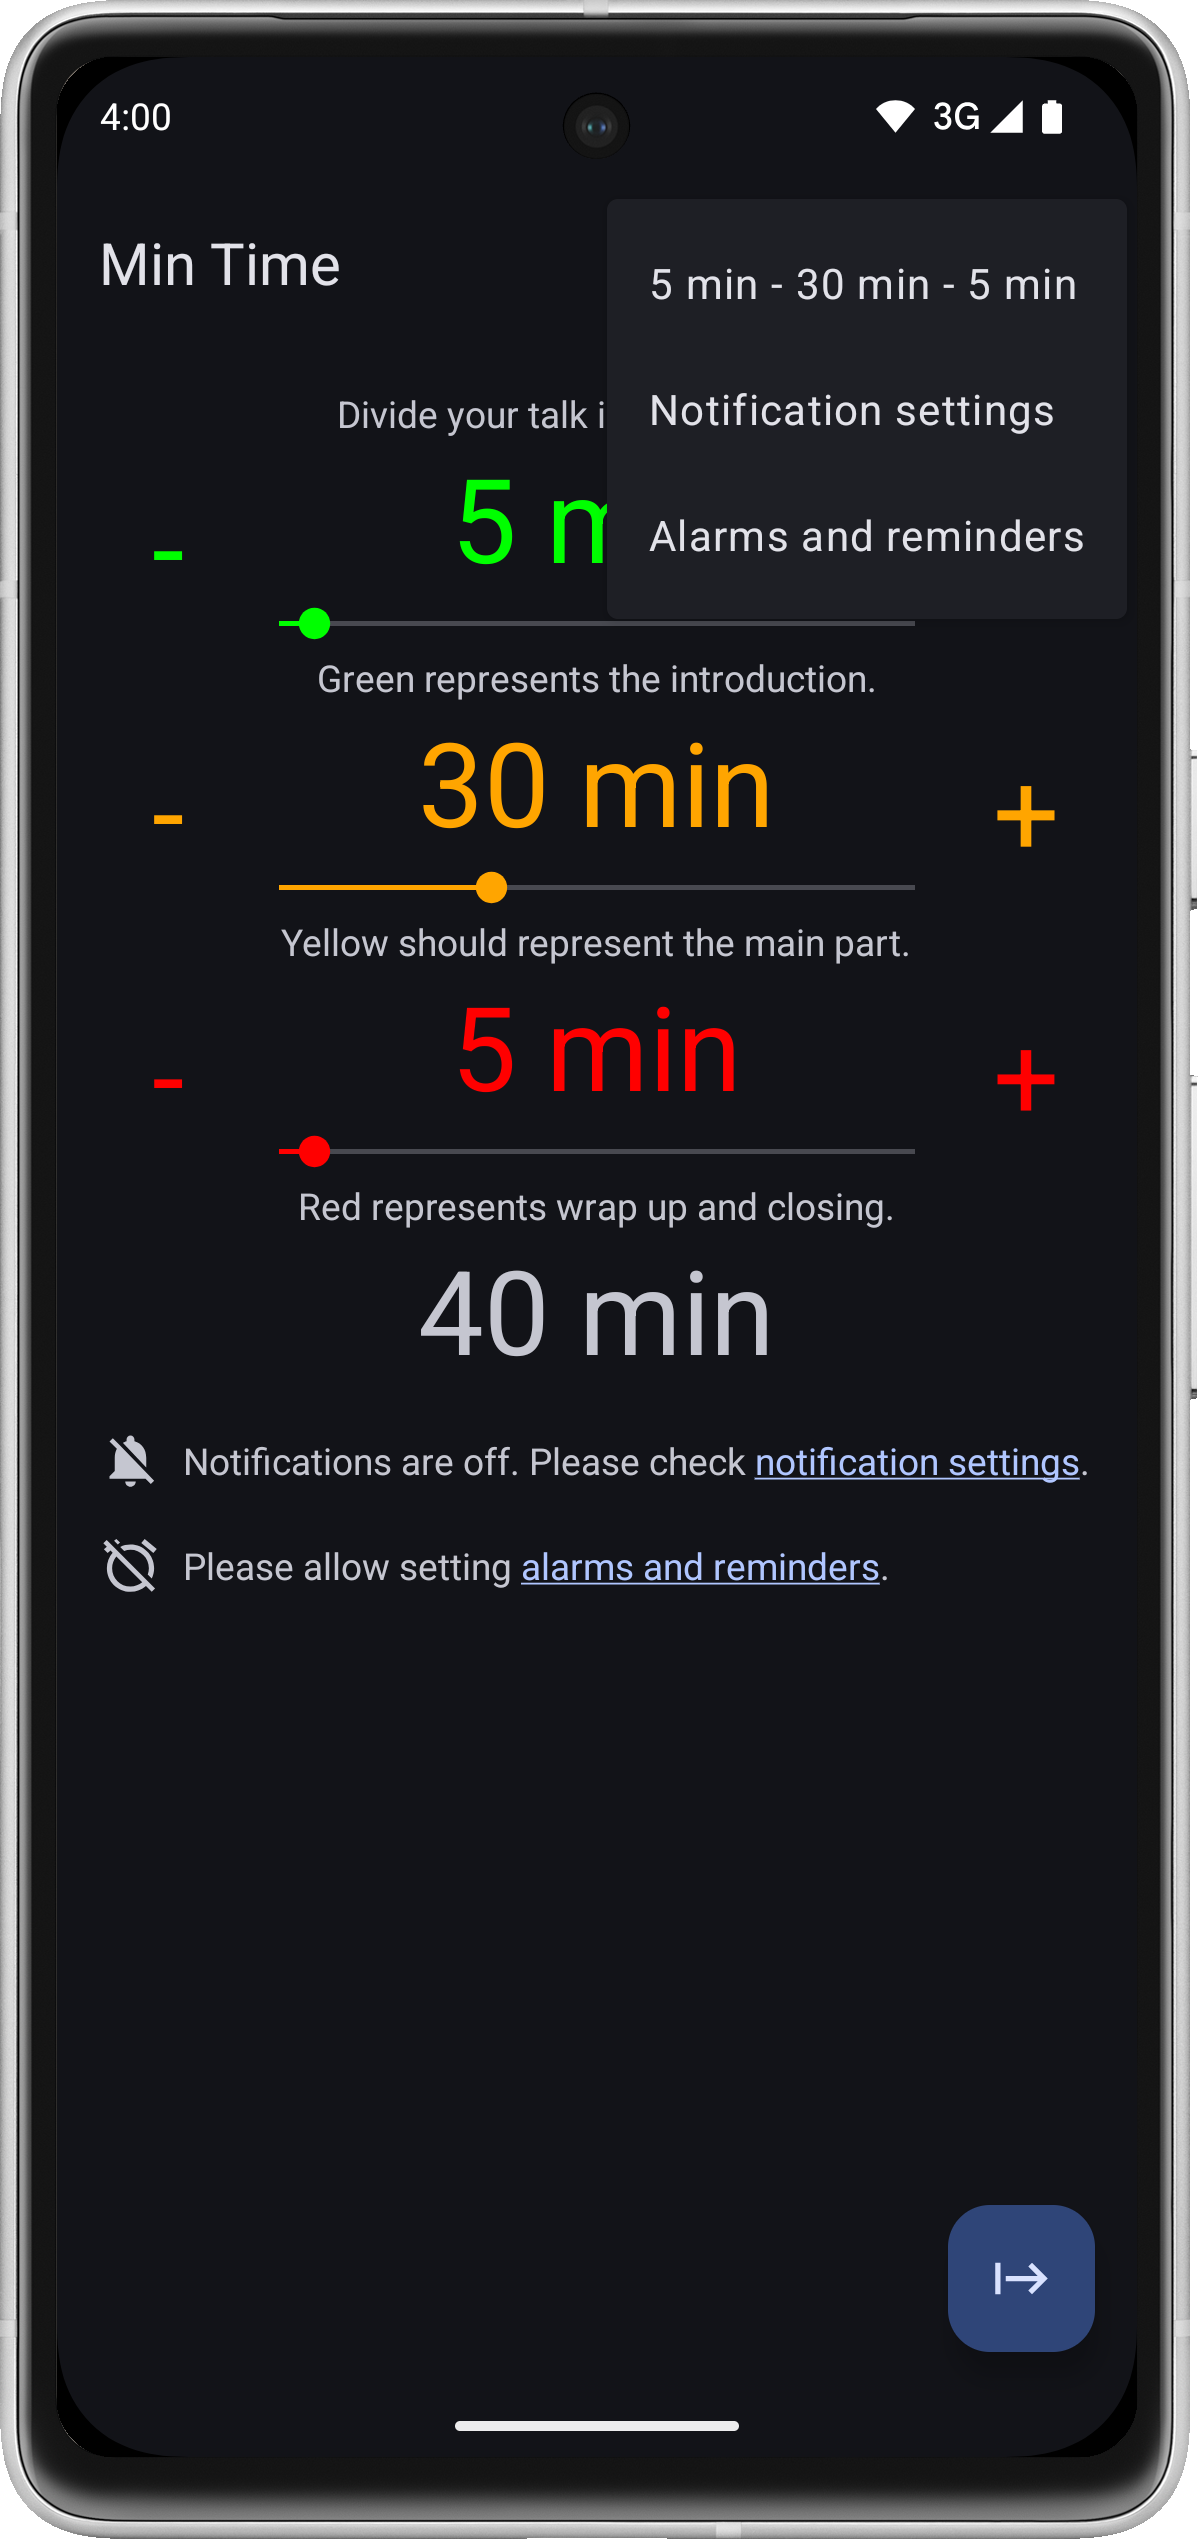 4:00
3G
Min Time
5 min - 30 min - 5 min
Notification settings
Alarms and reminders
Divide your talk
-
5
Green represents the introduction.
-
30 min
+
Yellow should represent the main part.
-
5 min
+
Red represents wrap up and closing.
40 min
Notifications are off. Please check notification settings.
Please allow setting alarms and reminders.